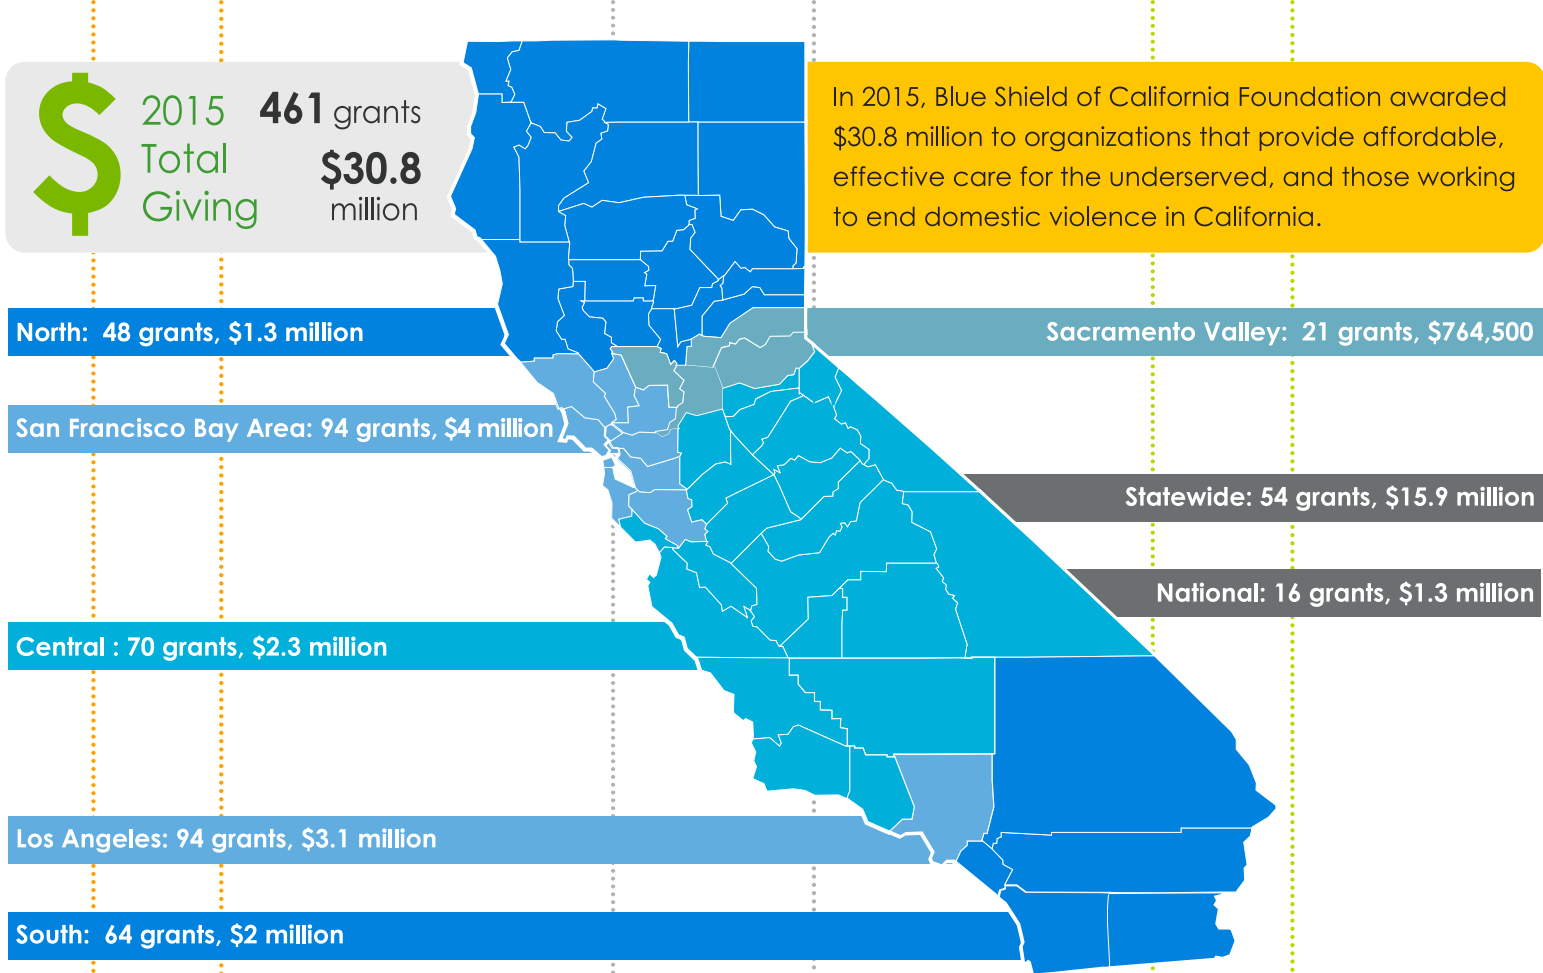 $
2015
Total
Giving
461 grants
$30.8
million
In 2015, Blue Shield of California Foundation awarded
$30.8 million to organizations that provide affordable,
effective care for the underserved, and those working
to end domestic violence in California.
North: 48 grants, $1.3 million
Sacramento Valley: 21 grants, $764,500
San Francisco Bay Area: 94 grants, $4 million
Statewide: 54 grants, $15.9 million
National: 16 grants, $1.3 million
Central : 70 grants, $2.3 million
Los Angeles: 94 grants, $3.1 million
South: 64 grants, $2 million